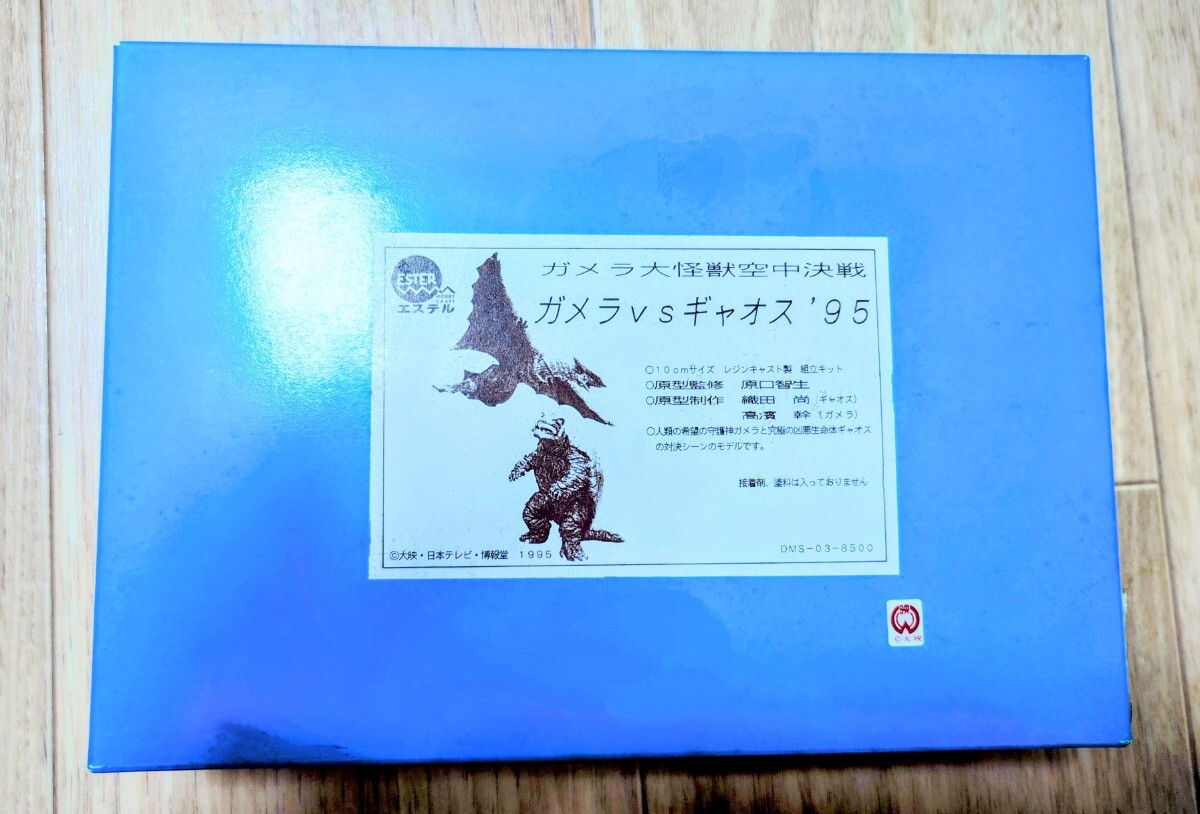 ESTER
HOBBY
CRAFT
エステル
ガメラ大怪獣空中決戦
ガメラvsギャオス '95
○10cmサイズ レジンキャスト製 組立キット
○原型監修 原口智生
○原型制作 織田 尚(ギャオス)
高濱 幹(ガメラ)
○人類の希望の守護神ガメラと究極の凶悪生命体ギャオス
の対決シーンのモデルです。
接着剤、塗料は入っておりません
©大映・日本テレビ・博報堂 1995
DMS-03-8500
映
©大映